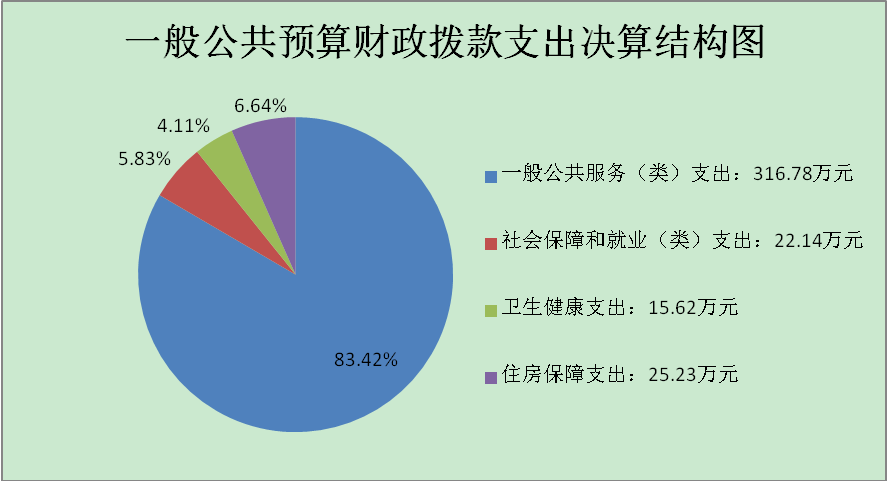 一般公共预算财政拨款支出决算结构图
6.64%
4.11%
5.83%
83.42%
一般公共服务（类）支出：316.78万元
社会保障和就业（类）支出：22.14万元
卫生健康支出：15.62万元
住房保障支出：25.23万元